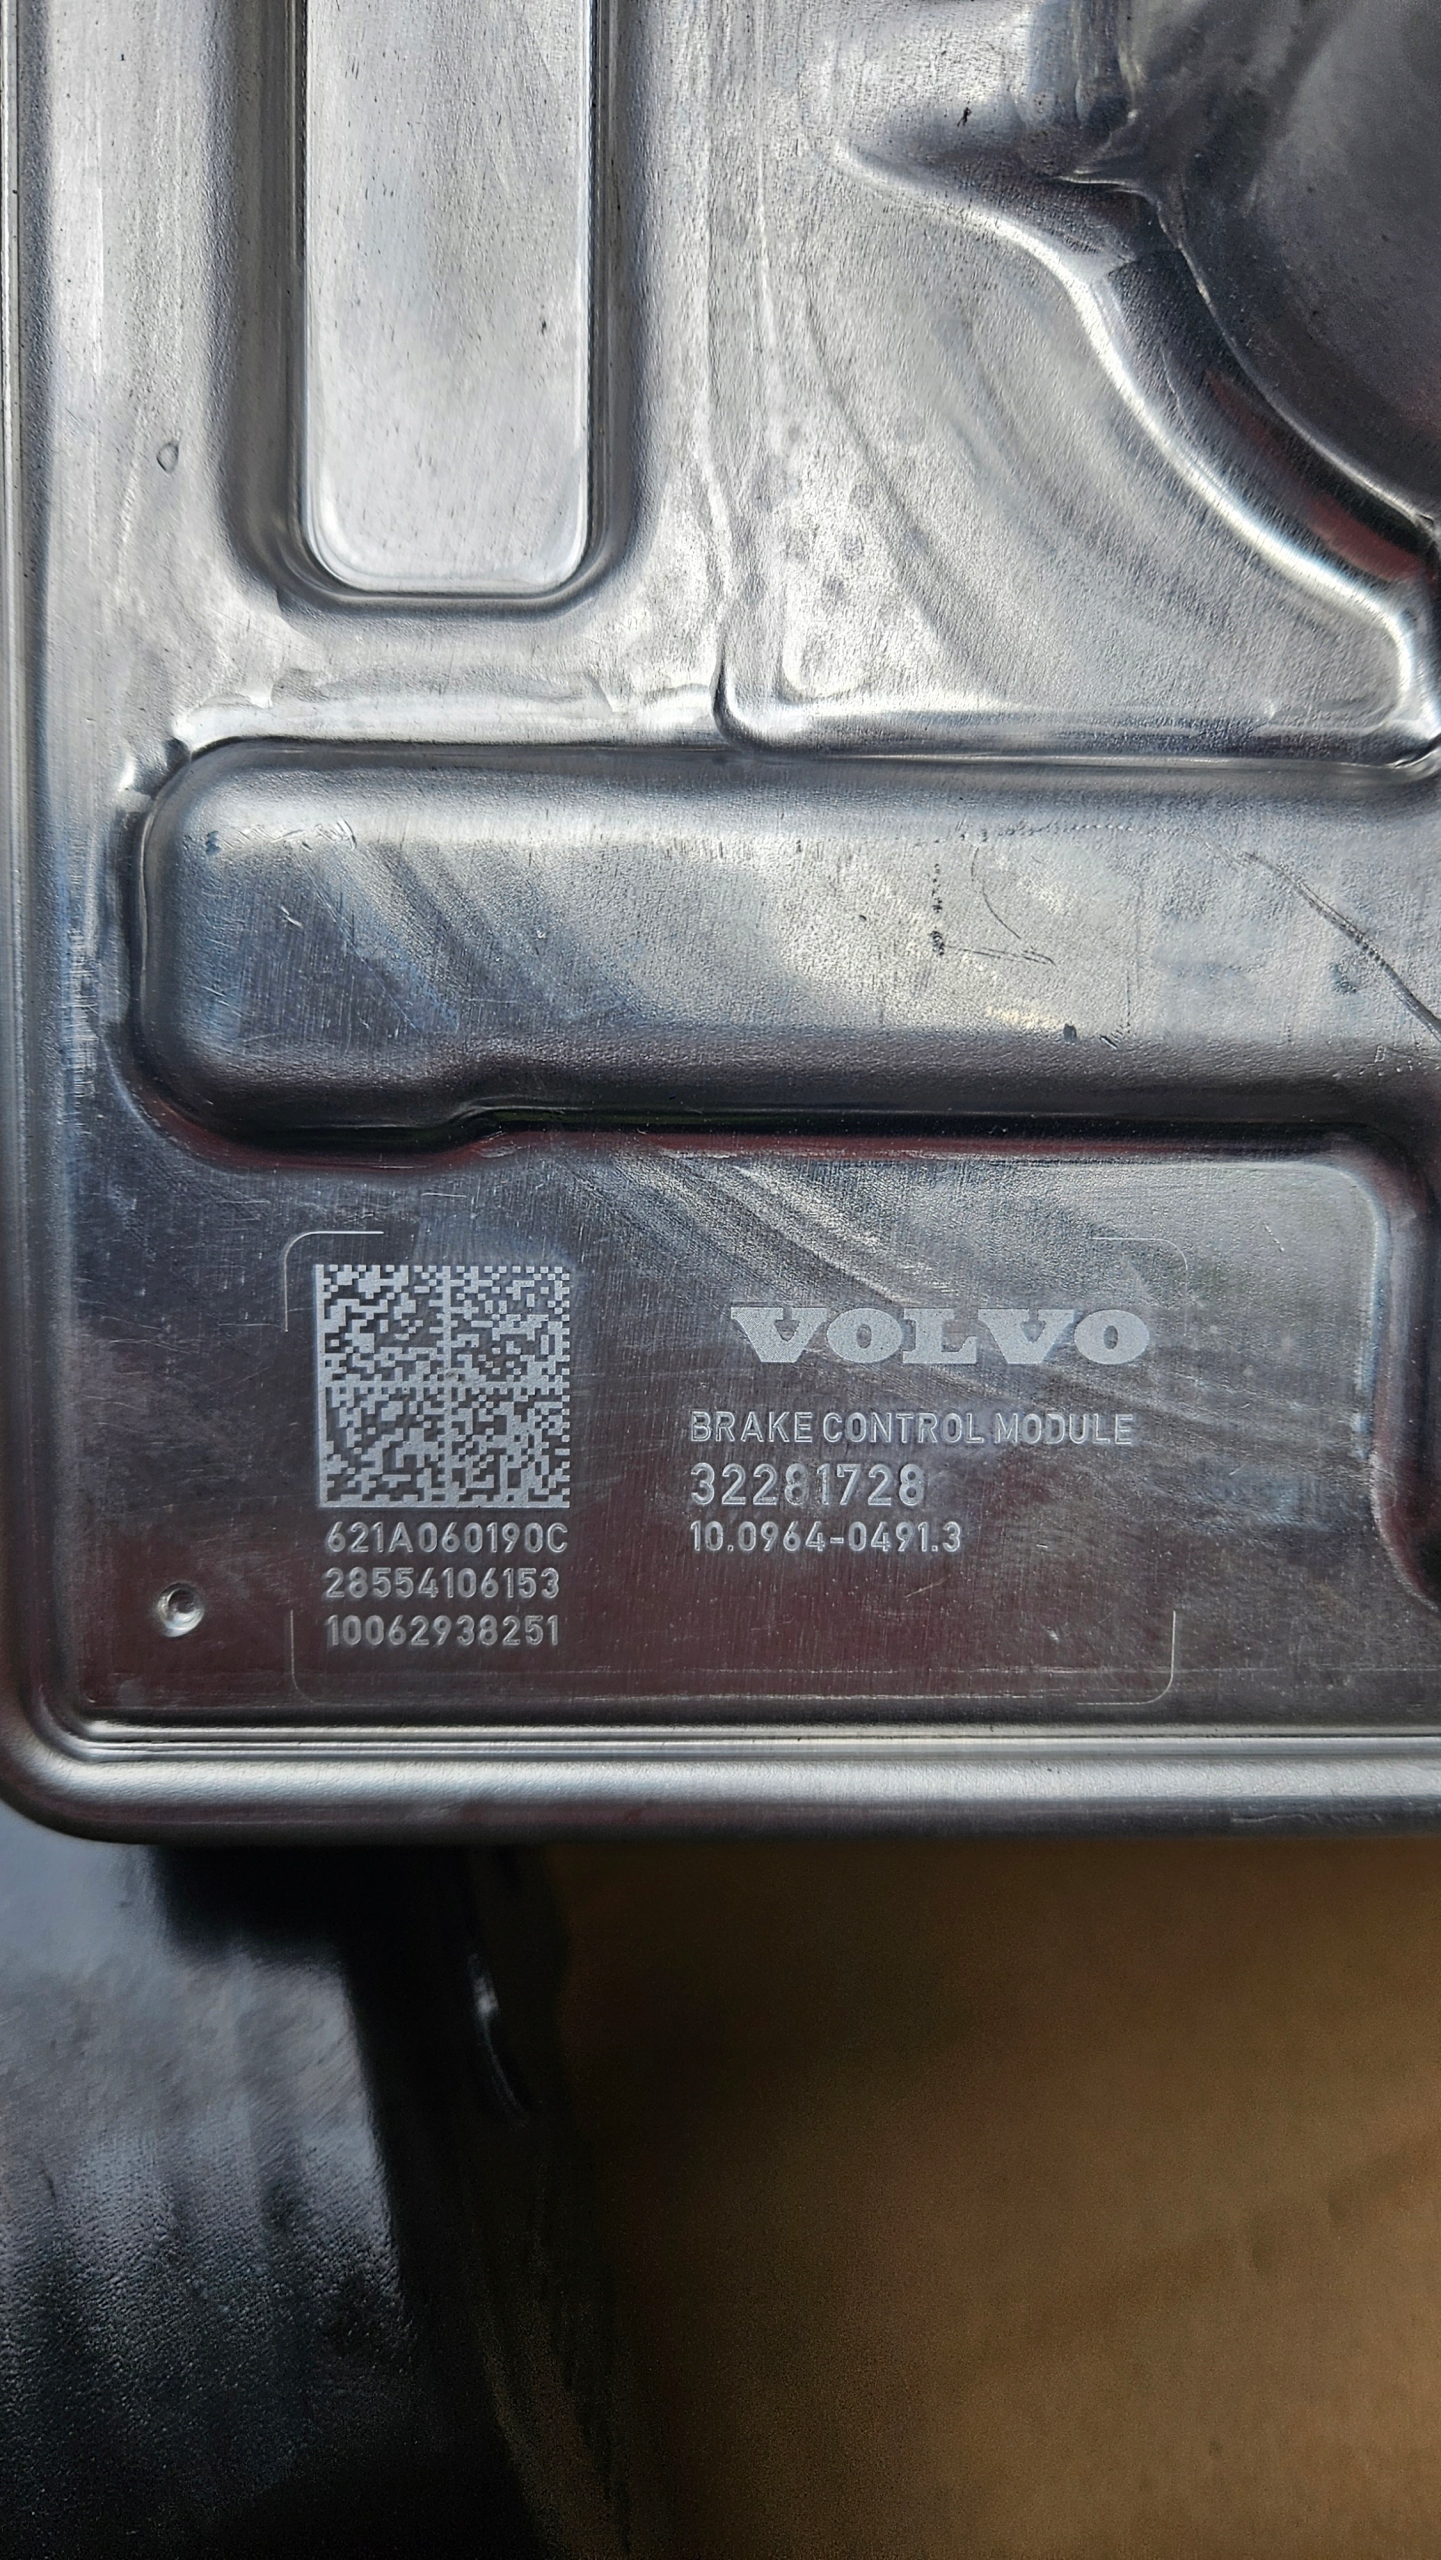 VOLVO
BRAKE CONTROL MODULE
32281728
10.0964-0491.3
621A060190C
28554106153
10062938251